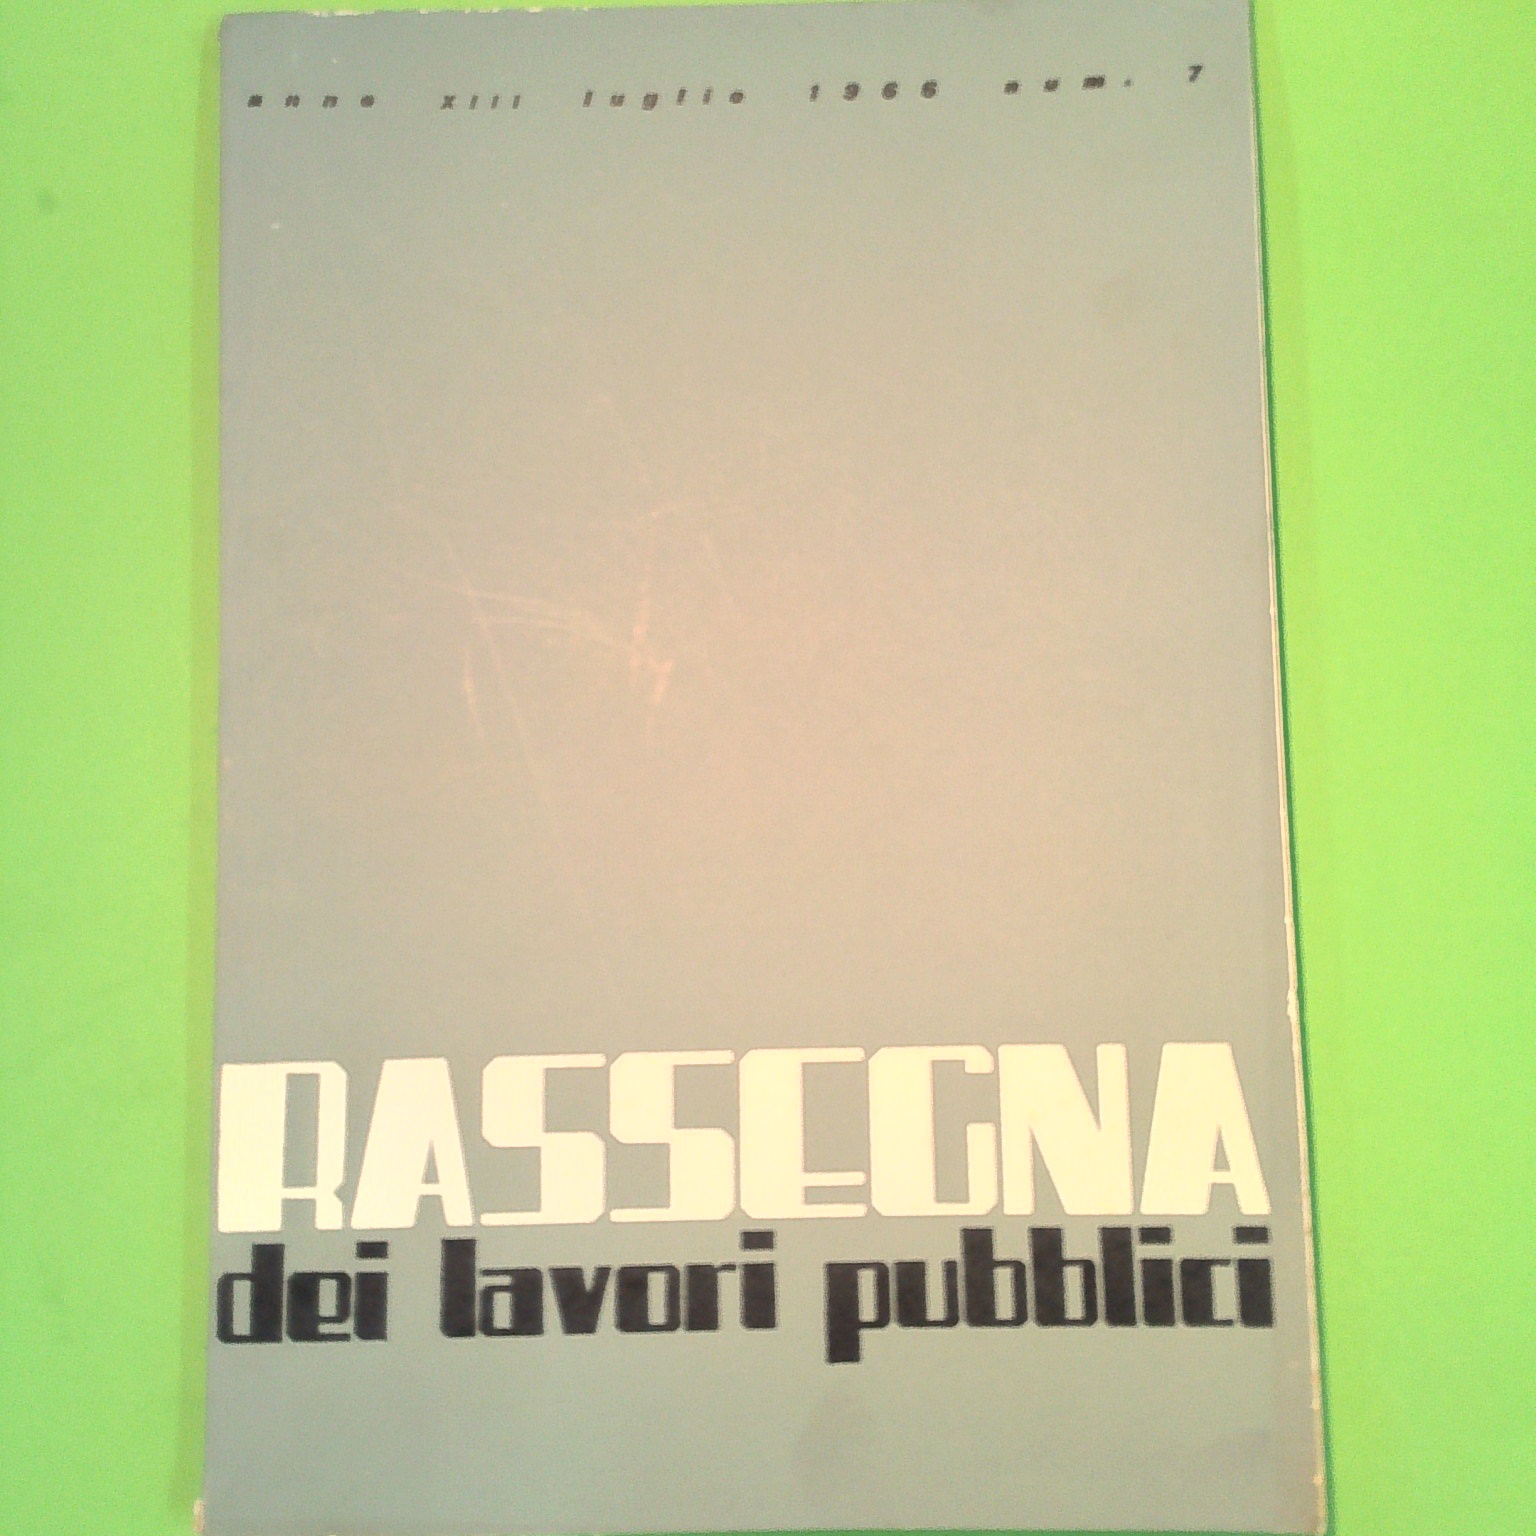 anno XIII luglio 1966 num. 7
RASSEGNA
dei lavori pubblici